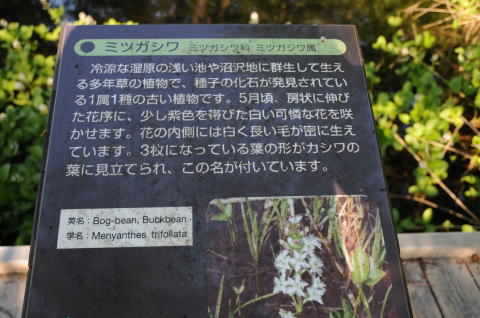 ミツガシワ ミツガシワ科 ミツガシワ属
冷涼な湿原の浅い池や沼沢地に群生して生え
る多年草の植物で、種子の化石が発見されてい
る1属1種の古い植物です。5月頃、房状に伸び
た花序に、少し紫色を帯びた白い可憐な花を咲
かせます。花の内側には白く長い毛が密に生え
ています。3枚になっている葉の形がカシワの
葉に見立てられ、この名が付いています。
英名：Bog-bean, Buckbean
学名：Menyanthes trifoliata